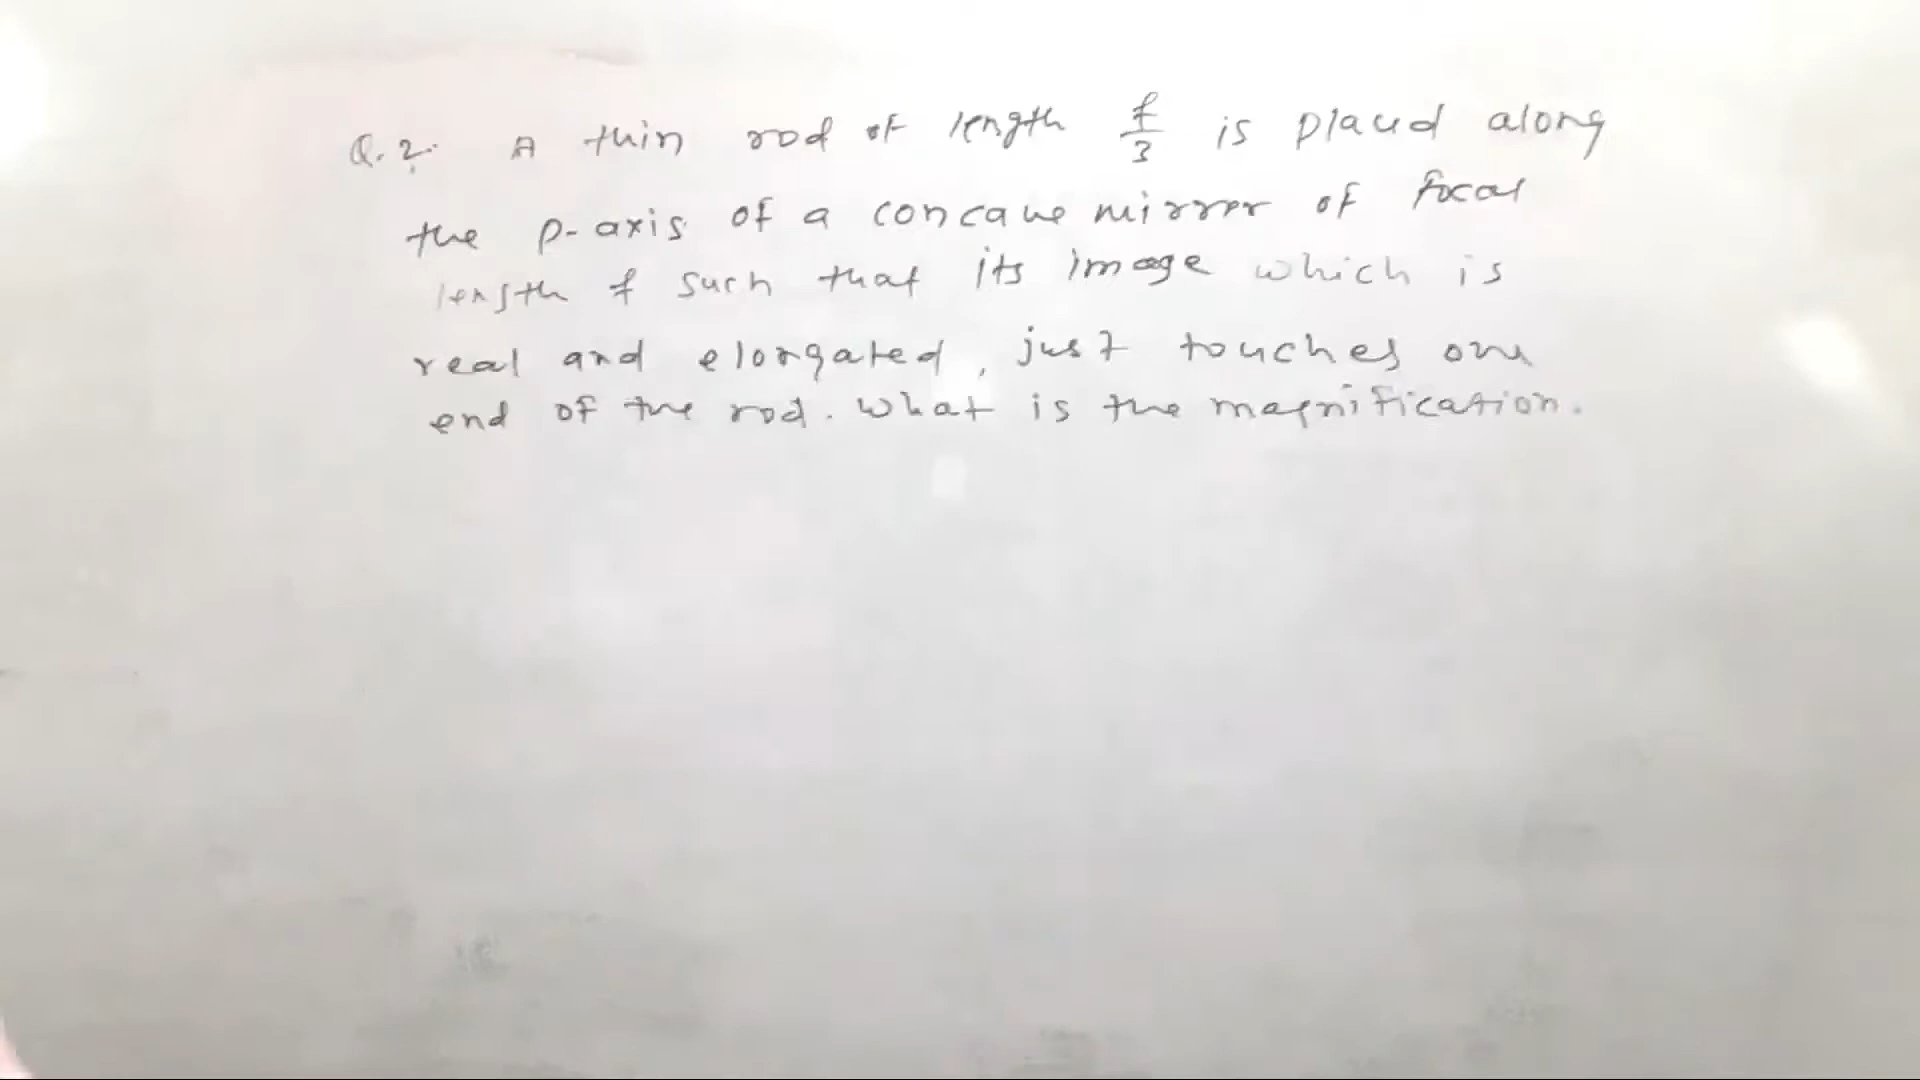 Q.2. A thin rod of length f/3 is placed along
the p-axis of a concave mirror of focal
length f such that its image which is
real and elongated, just touches one
end of the rod. What is the magnification.